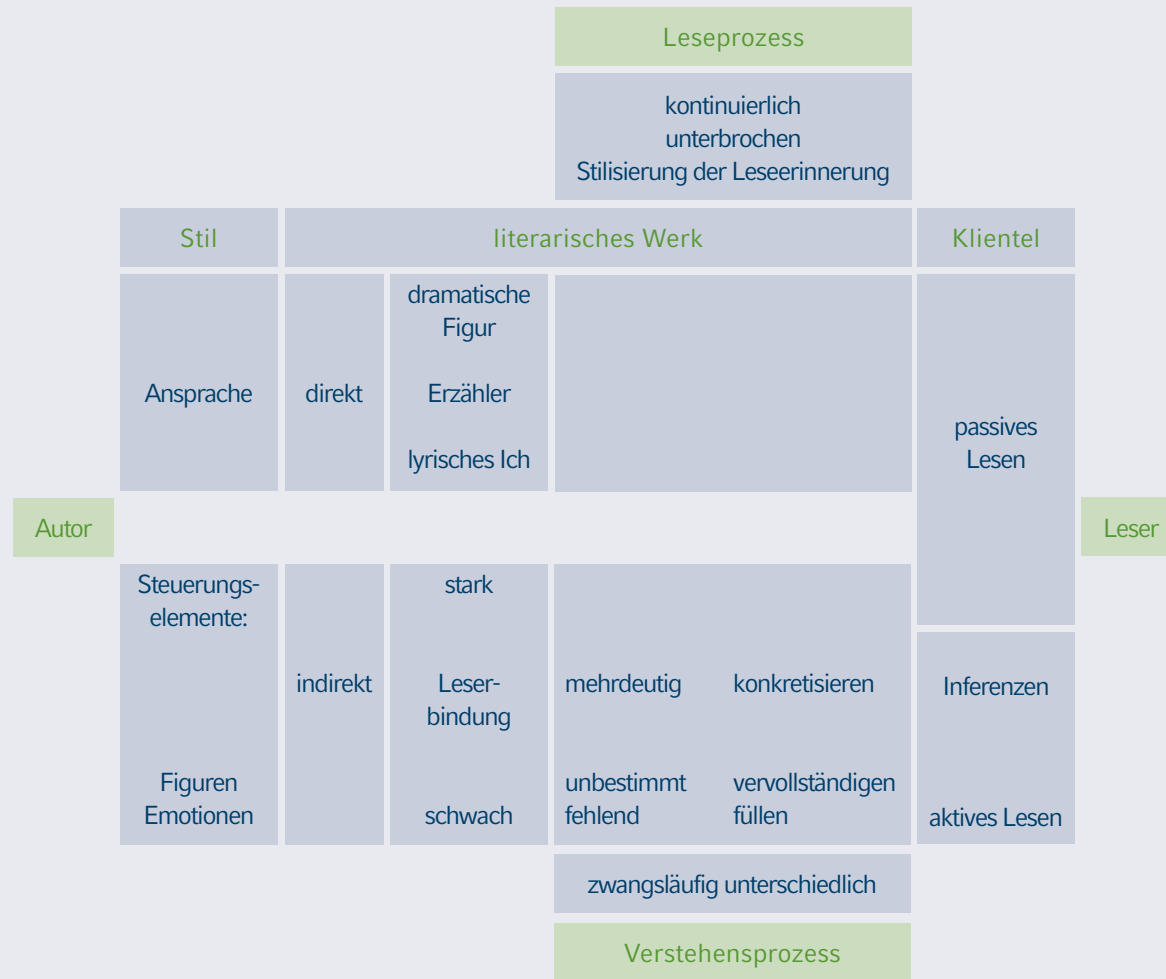 Leseprozess
kontinuierlich
unterbrochen
Stilisierung der Leseerinnerung
Stil
literarisches Werk
Klientel
Ansprache
direkt
dramatische
Figur
Erzähler
lyrisches Ich
passives
Lesen
Autor
Leser
Steuerungs-
elemente:
Figuren
Emotionen
indirekt
stark
Leser-
bindung
schwach
mehrdeutig
konkretisieren
unbestimmt
fehlend
vervollständigen
füllen
Inferenzen
aktives Lesen
zwangsläufig unterschiedlich
Verstehensprozess